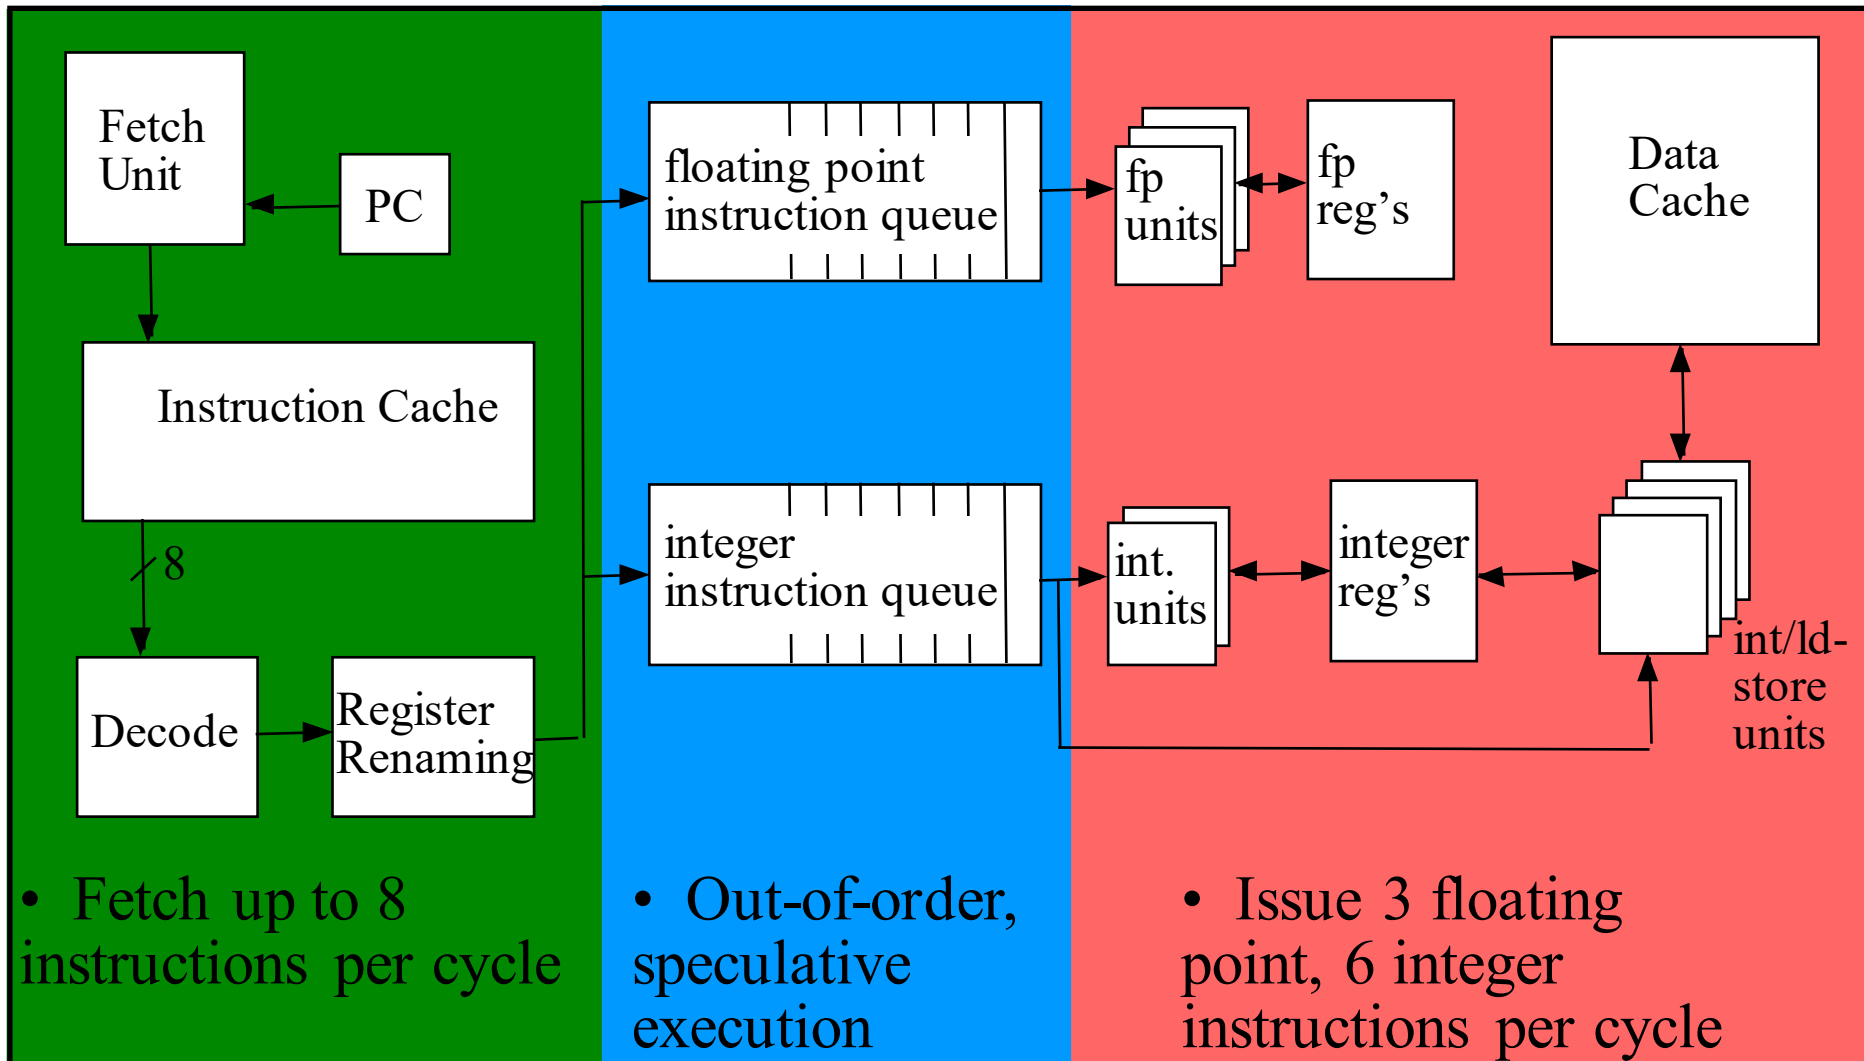 Fetch
Unit
PC
Instruction Cache
8
Decode
Register
Renaming
floating point
instruction queue
integer
instruction queue
fp
units
fp
reg’s
Data
Cache
int.
units
integer
reg’s
int/ld-
store
units
• Fetch up to 8
instructions per cycle
• Out-of-order,
speculative
execution
• Issue 3 floating
point, 6 integer
instructions per cycle